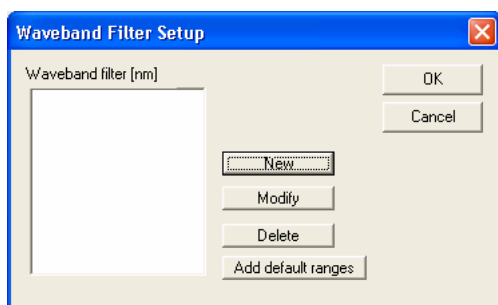 Waveband Filter Setup
Waveband filter [nm]
OK
Cancel
New
Modify
Delete
Add default ranges